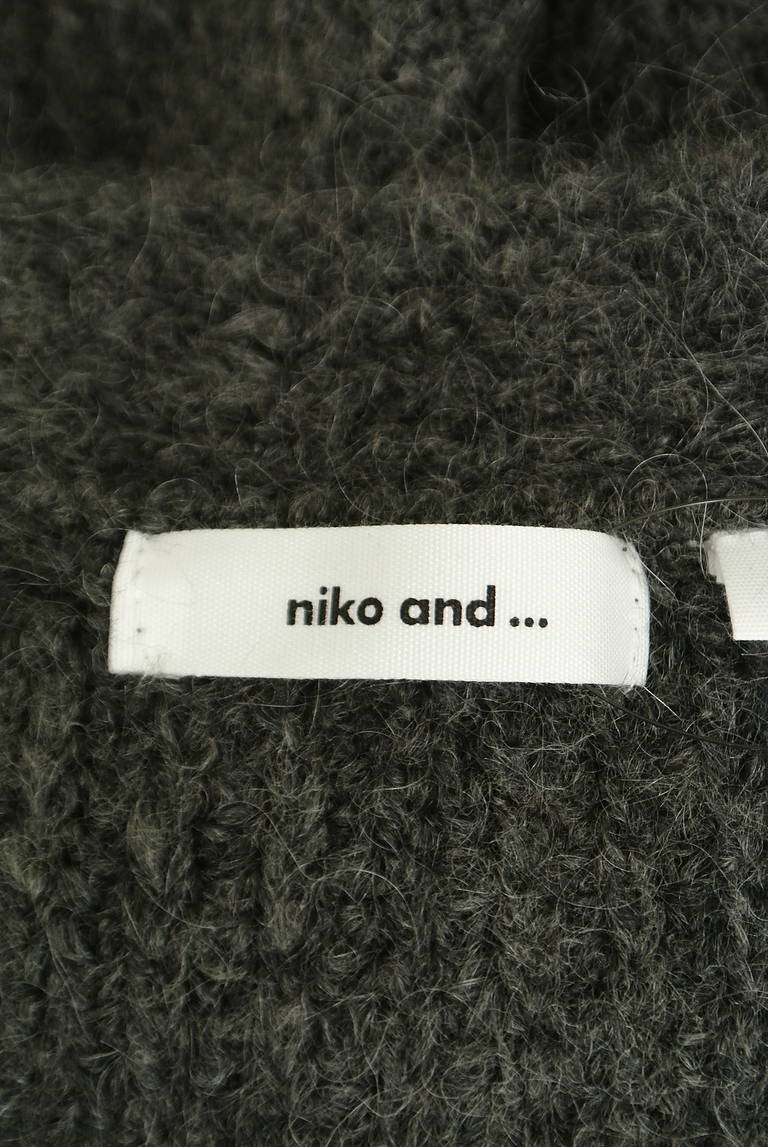 niko and ...